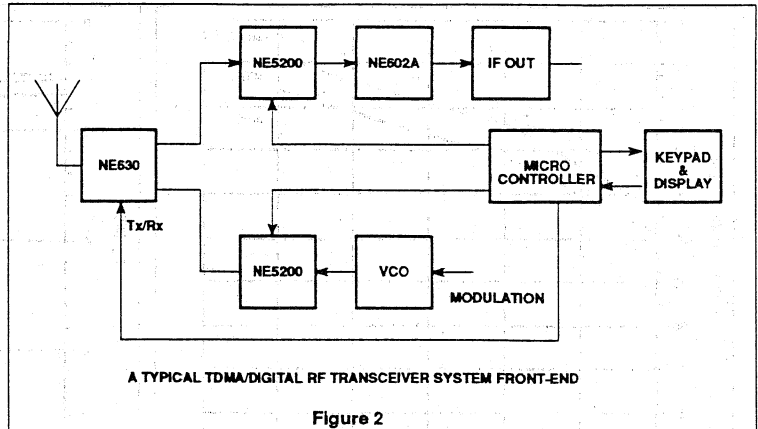 NE5200
NE602A
IF OUT
NE630
MICRO
CONTROLLER
KEYPAD
&
DISPLAY
Tx/Rx
NE5200
VCO
MODULATION
A TYPICAL TDMA/DIGITAL RF TRANSCEIVER SYSTEM FRONT-END
Figure 2